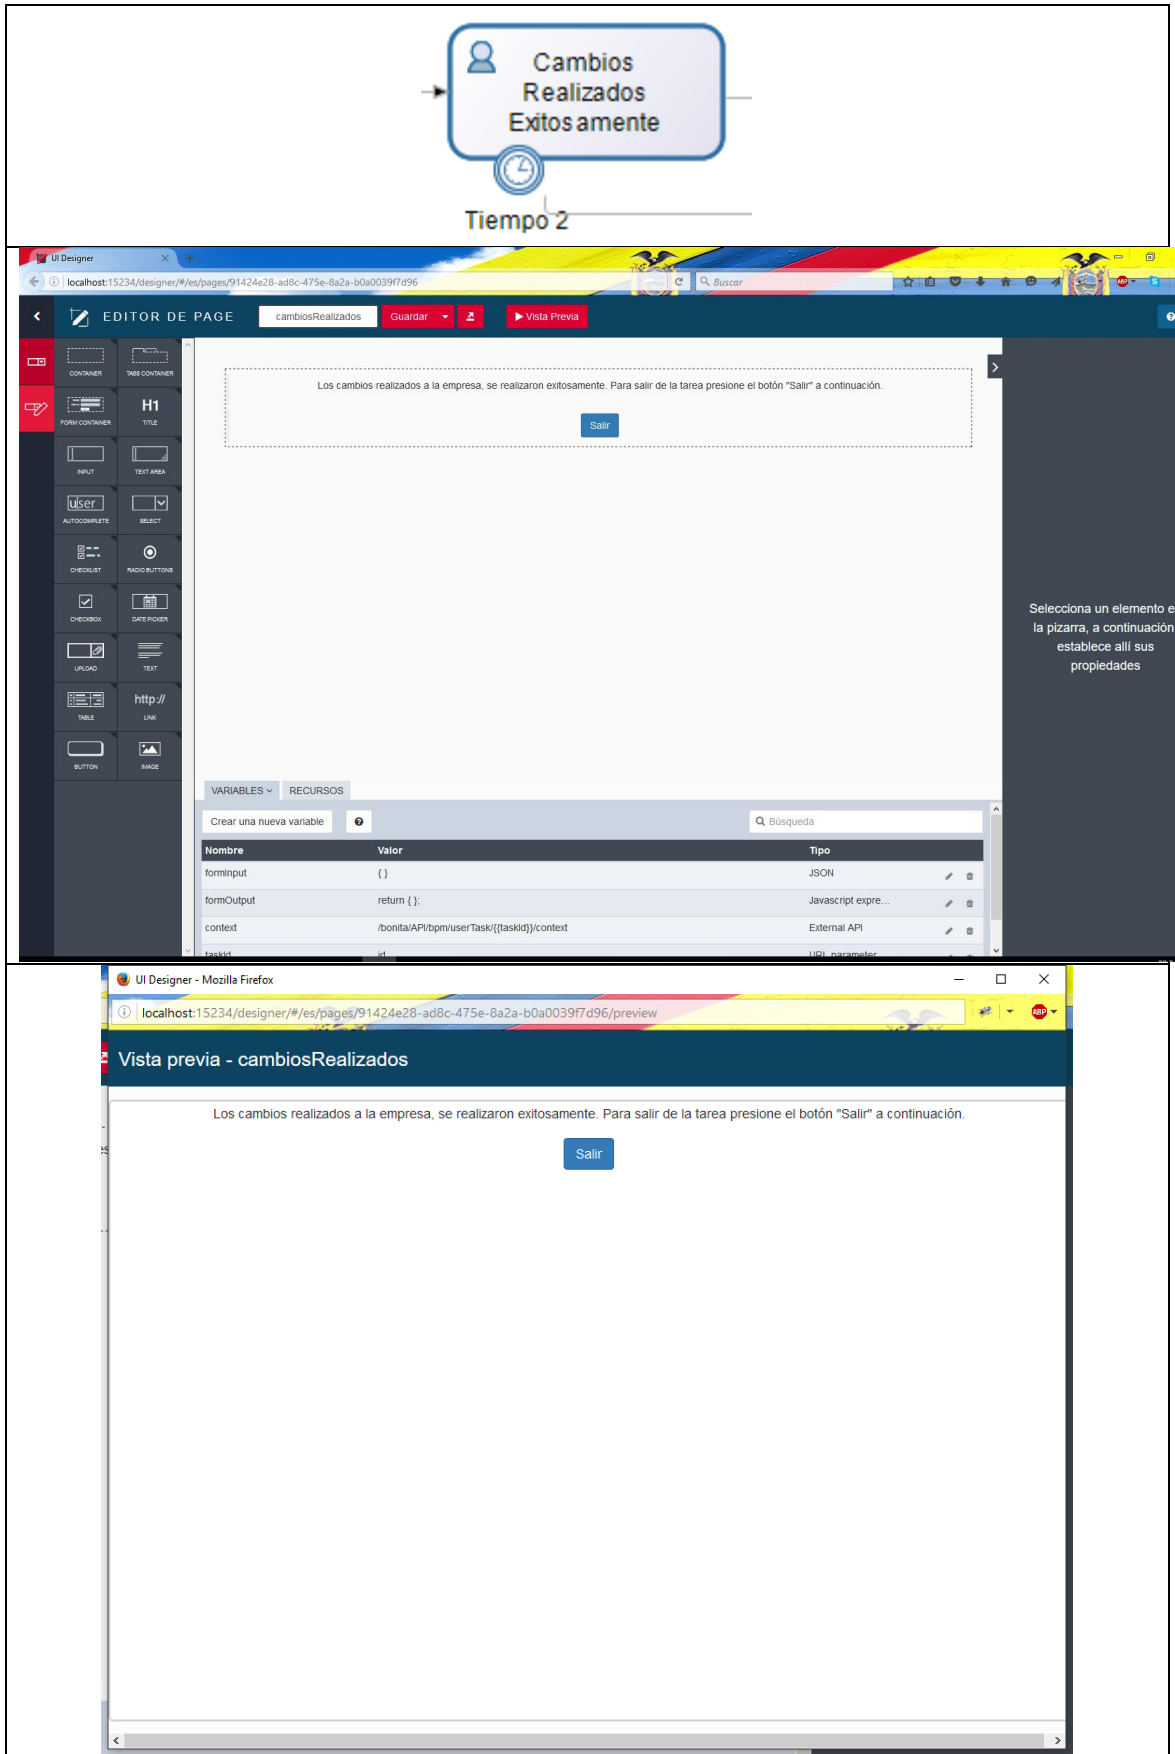 Cambios
Realizados
Exitosamente
Tiempo 2
UI Designer
localhost:15234/designer/#/es/pages/91424e28-ad8c-475e-8a2a-b0a0039f7d96
Buscar
ABP
EDITOR DE PAGE
cambiosRealizados
Guardar
Vista Previa
CONTAINER
TABS CONTAINER
FORM CONTAINER
H1
TITLE
INPUT
TEXT AREA
user
AUTOCOMPLETE
SELECT
CHECKLIST
RADIO BUTTONS
CHECKBOX
DATE PICKER
UPLOAD
TEXT
TABLE
http://
LINK
BUTTON
IMAGE
Los cambios realizados a la empresa, se realizaron exitosamente. Para salir de la tarea presione el botón "Salir" a continuación.
Salir
Selecciona un elemento e
la pizarra, a continuación
establece allí sus
propiedades
VARIABLES RECURSOS
Crear una nueva variable
Búsqueda
Nombre Valor Tipo
formInput { } JSON
formOutput return { }; Javascript expre...
context /bonita/API/bpm/userTask/{{taskId}}/context External API
taskId id URL parameter
UI Designer - Mozilla Firefox
localhost:15234/designer/#/es/pages/91424e28-ad8c-475e-8a2a-b0a0039f7d96/preview
ABP
Vista previa - cambiosRealizados
Los cambios realizados a la empresa, se realizaron exitosamente. Para salir de la tarea presione el botón "Salir" a continuación.
Salir